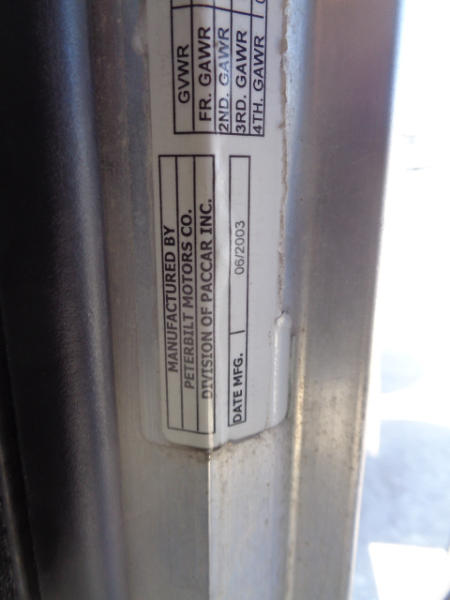 MANUFACTURED BY
PETERBILT MOTORS CO.
DIVISION OF PACCAR INC.
DATE MFG. 06/2003
GVWR
FR. GAWR
2ND. GAWR
3RD. GAWR
4TH. GAWR